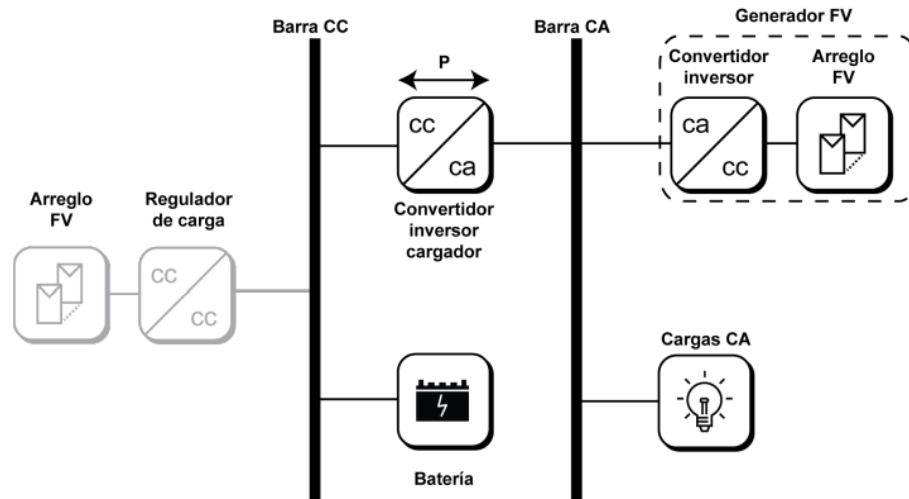 Generador FV
Barra CC
Barra CA
P
Convertidor
inversor
Arreglo
FV
cc
ca
ca
cc
Convertidor
inversor
cargador
Arreglo
FV
Regulador
de carga
cc
cc
Cargas CA
Batería